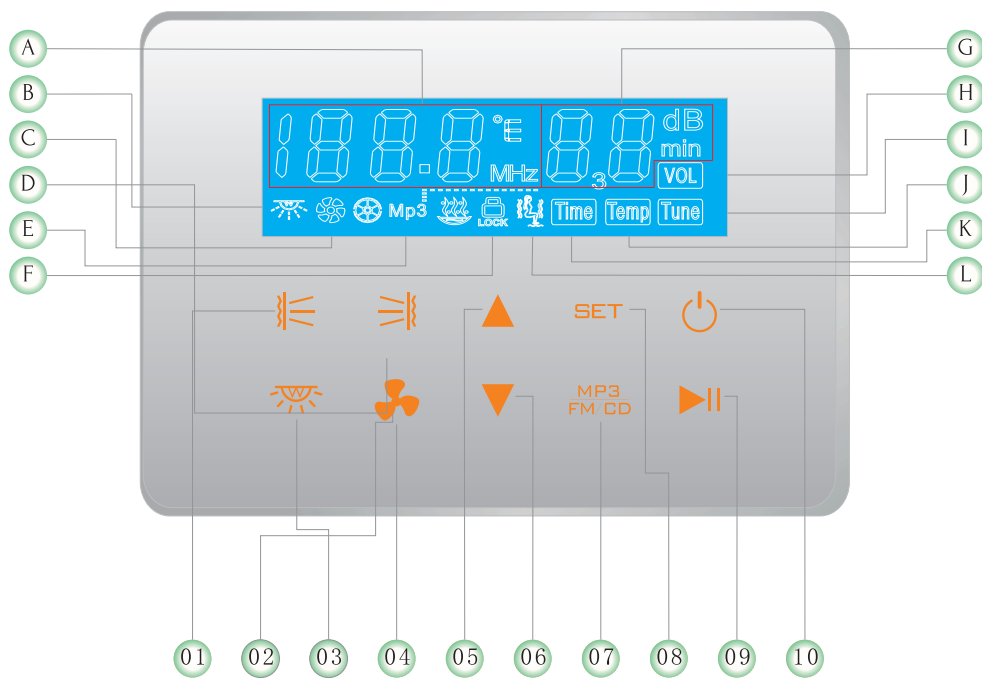 A
G
B
H
C
I
D
J
E
K
F
L
188.8 °E 88 dB
min
MHz 3 VOL
Mp3 LOCK Time Temp Tune
SET
W
MP3
FM/CD
01 02 03 04 05 06 07 08 09 10